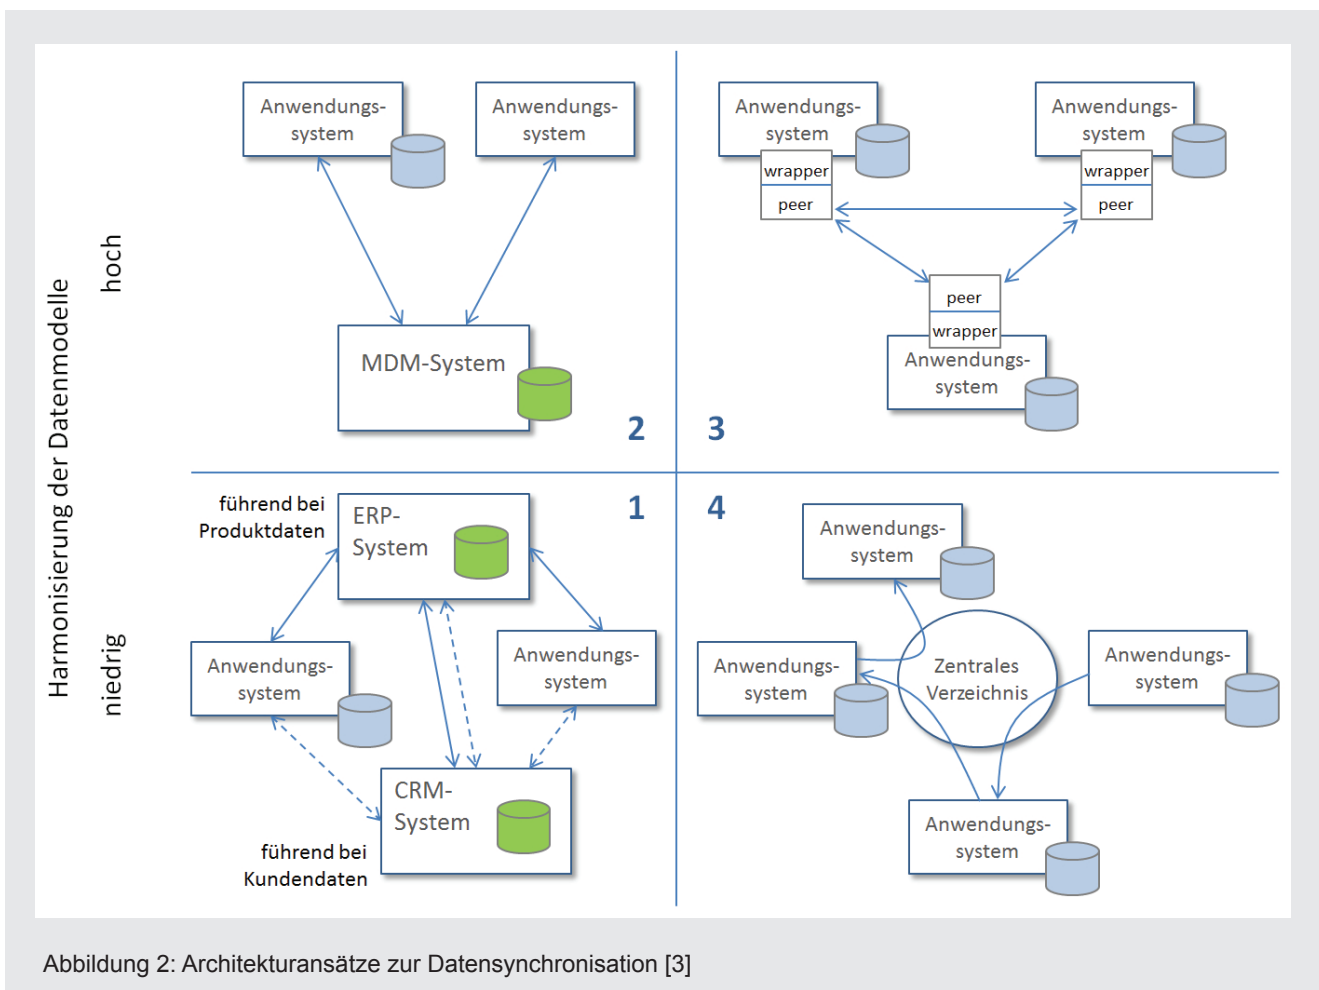 Harmonisierung der Datenmodelle
hoch
niedrig
Anwendungs-
system
Anwendungs-
system
MDM-System
2
Anwendungs-
system
wrapper
peer
Anwendungs-
system
wrapper
peer
peer
wrapper
Anwendungs-
system
3
führend bei
Produktdaten
ERP-
System
1
Anwendungs-
system
Anwendungs-
system
CRM-
System
führend bei
Kundendaten
4
Anwendungs-
system
Anwendungs-
system
Zentrales
Verzeichnis
Anwendungs-
system
Anwendungs-
system
Abbildung 2: Architekturansätze zur Datensynchronisation [3]